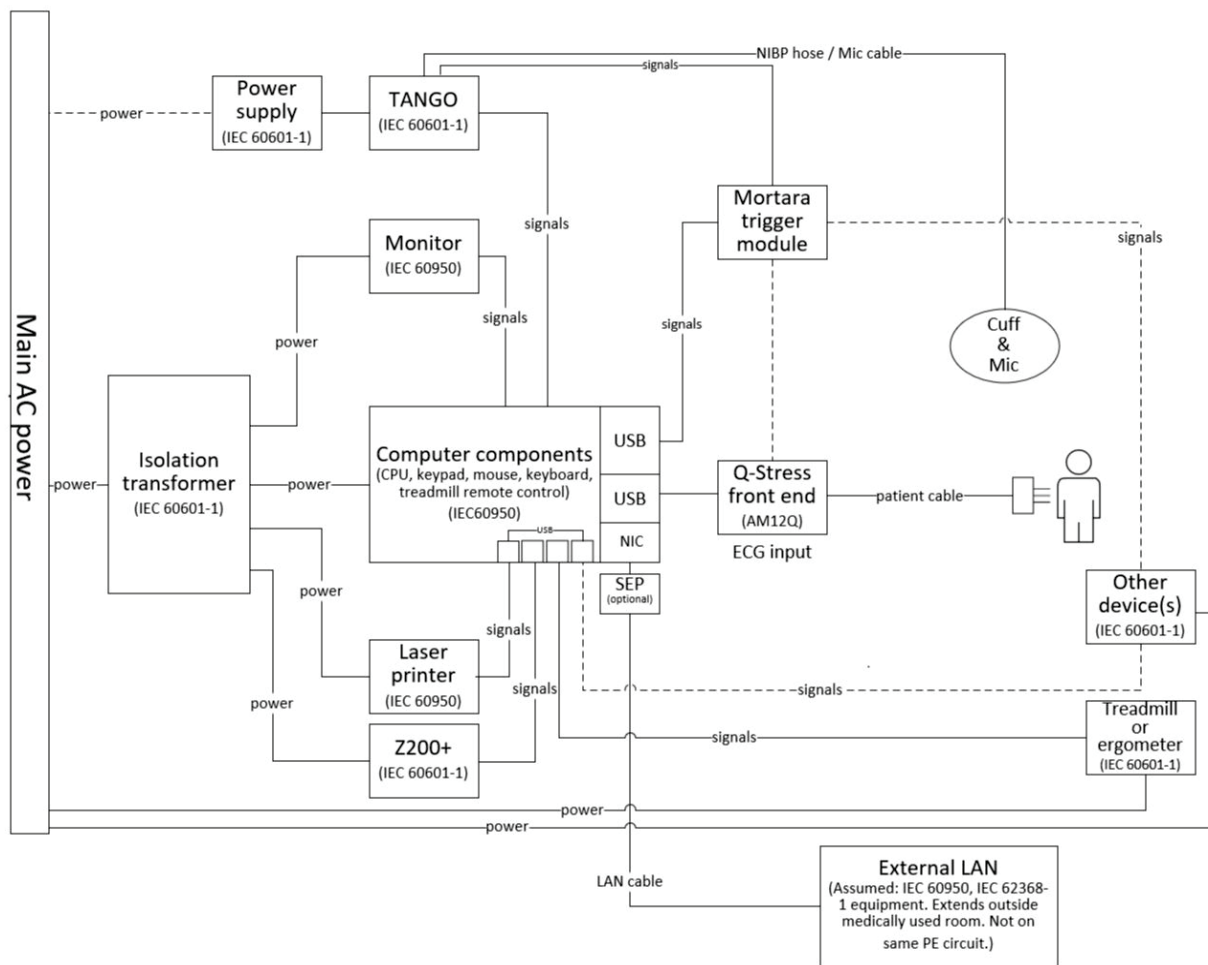 NIBP hose / Mic cable
signals
Power
supply
(IEC 60601-1)
TANGO
(IEC 60601-1)
power
Mortara
trigger
module
signals
signals
Monitor
(IEC 60950)
signals
signals
power
Cuff
&
Mic
Main AC power
Isolation
transformer
(IEC 60601-1)
power
power
Computer components
(CPU, keypad, mouse, keyboard,
treadmill remote control)
(IEC60950)
USB
USB
NIC
USB
Q-Stress
front end
(AM12Q)
ECG input
patient cable
SEP
(optional)
Other
device(s)
(IEC 60601-1)
power
signals
Laser
printer
(IEC 60950)
signals
signals
power
Z200+
(IEC 60601-1)
signals
Treadmill
or
ergometer
(IEC 60601-1)
power
power
LAN cable
External LAN
(Assumed: IEC 60950, IEC 62368-
1 equipment. Extends outside
medically used room. Not on
same PE circuit.)